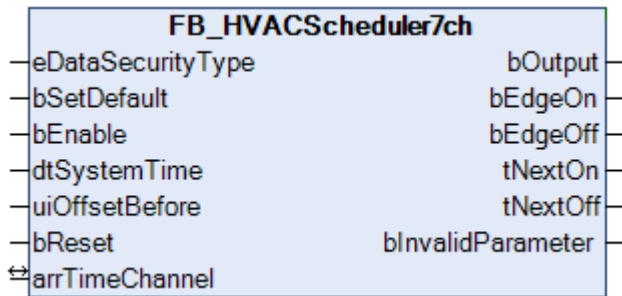 FB_HVACScheduler7ch
eDataSecurityType bOutput
bSetDefault bEdgeOn
bEnable bEdgeOff
dtSystemTime tNextOn
uiOffsetBefore tNextOff
bReset bInvalidParameter
arrTimeChannel